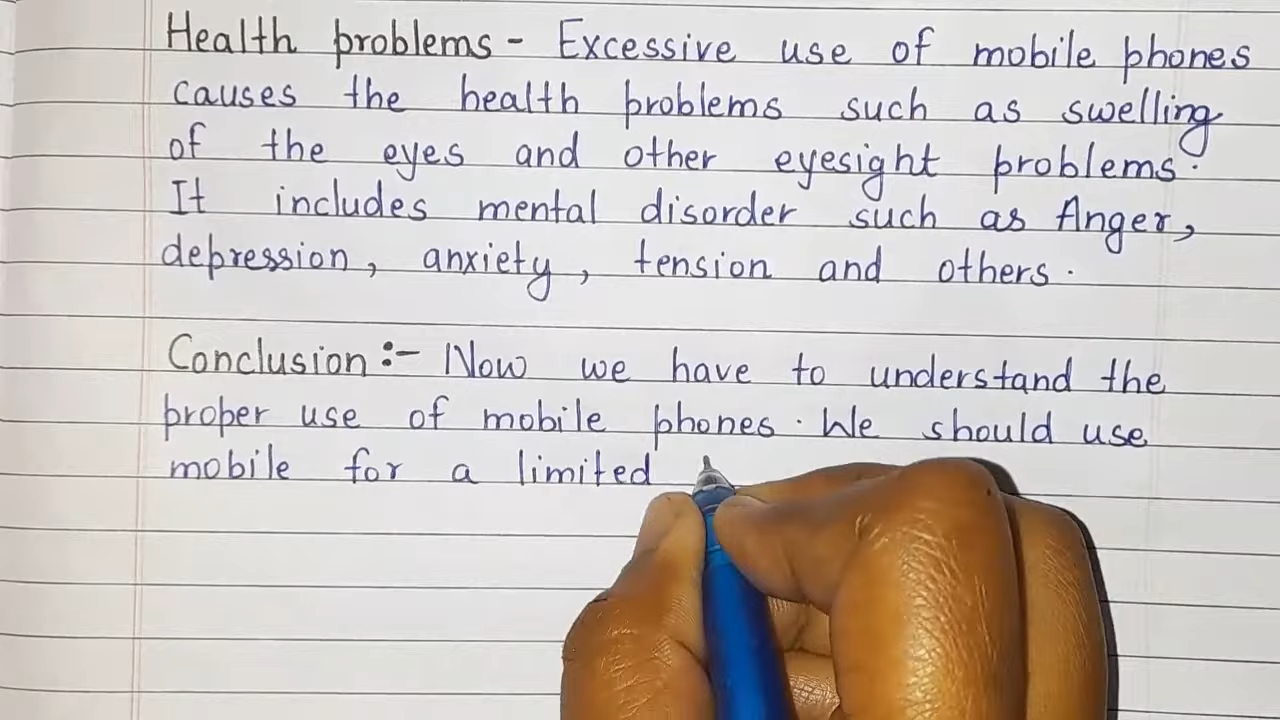 Health problems - Excessive use of mobile phones
causes the health problems such as swelling
of the eyes and other eyesight problems.
It includes mental disorder such as Anger,
depression, anxiety, tension and others.
Conclusion :- Now we have to understand the
proper use of mobile phones. We should use
mobile for a limited